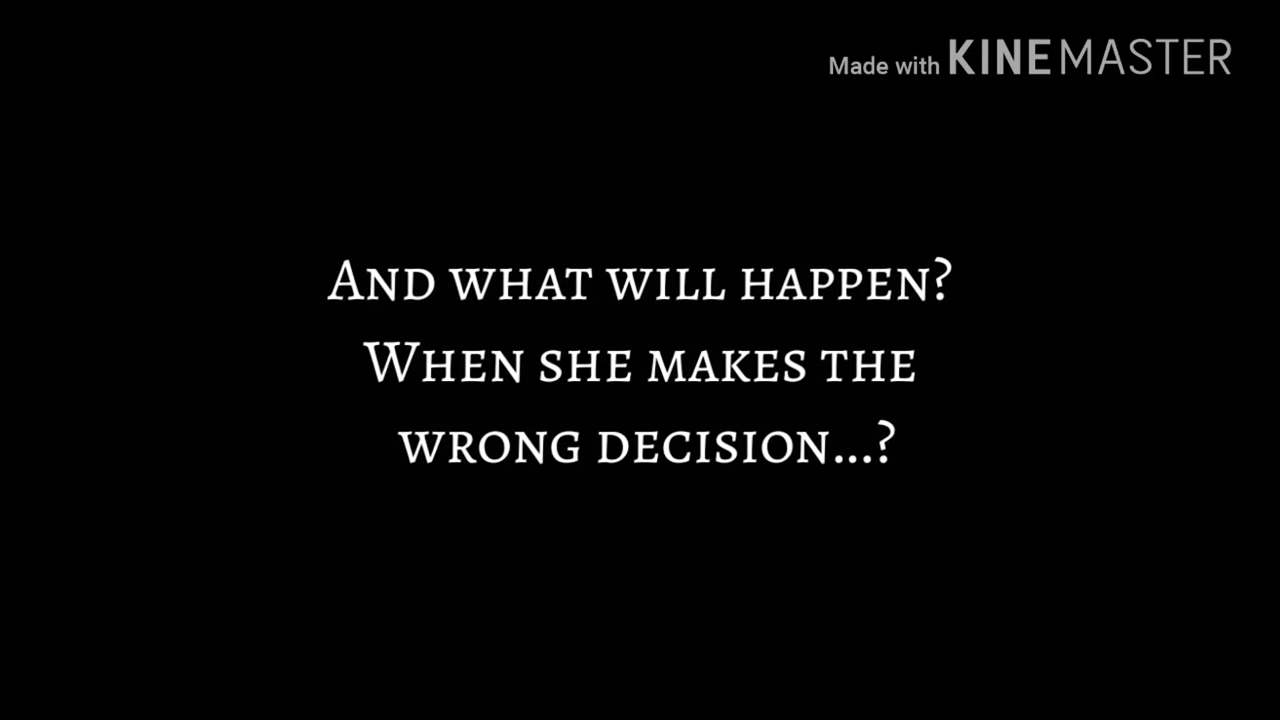 Made with KINEMASTER
AND WHAT WILL HAPPEN?
WHEN SHE MAKES THE
WRONG DECISION...?